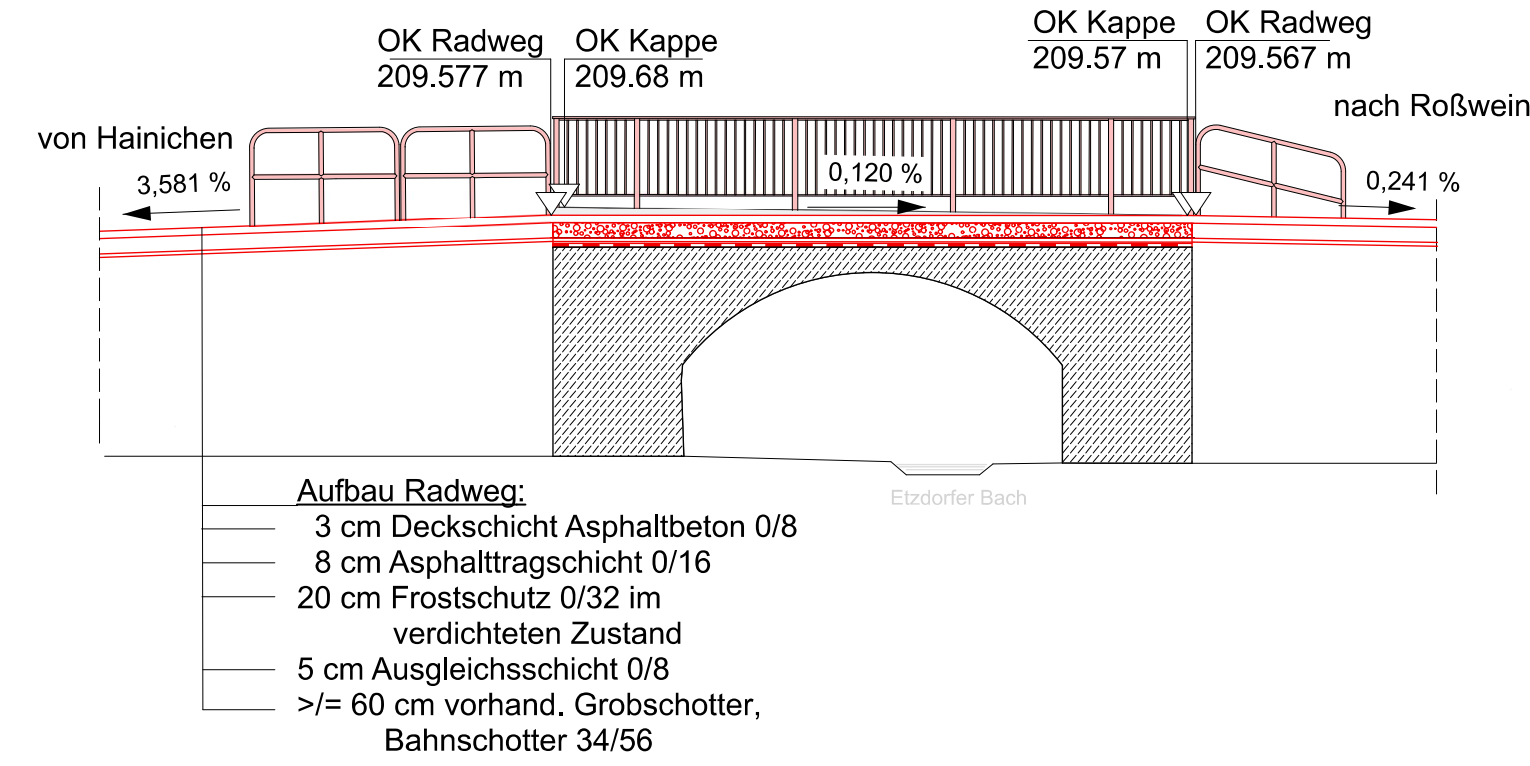 OK Radweg
209.577 m
OK Kappe
209.68 m
OK Kappe
209.57 m
OK Radweg
209.567 m
von Hainichen
nach Roßwein
3,581 %
0,120 %
0,241 %
Etzdorfer Bach
Aufbau Radweg:
3 cm Deckschicht Asphaltbeton 0/8
8 cm Asphalttragschicht 0/16
20 cm Frostschutz 0/32 im
verdichteten Zustand
5 cm Ausgleichsschicht 0/8
>/= 60 cm vorhand. Grobschotter,
Bahnschotter 34/56